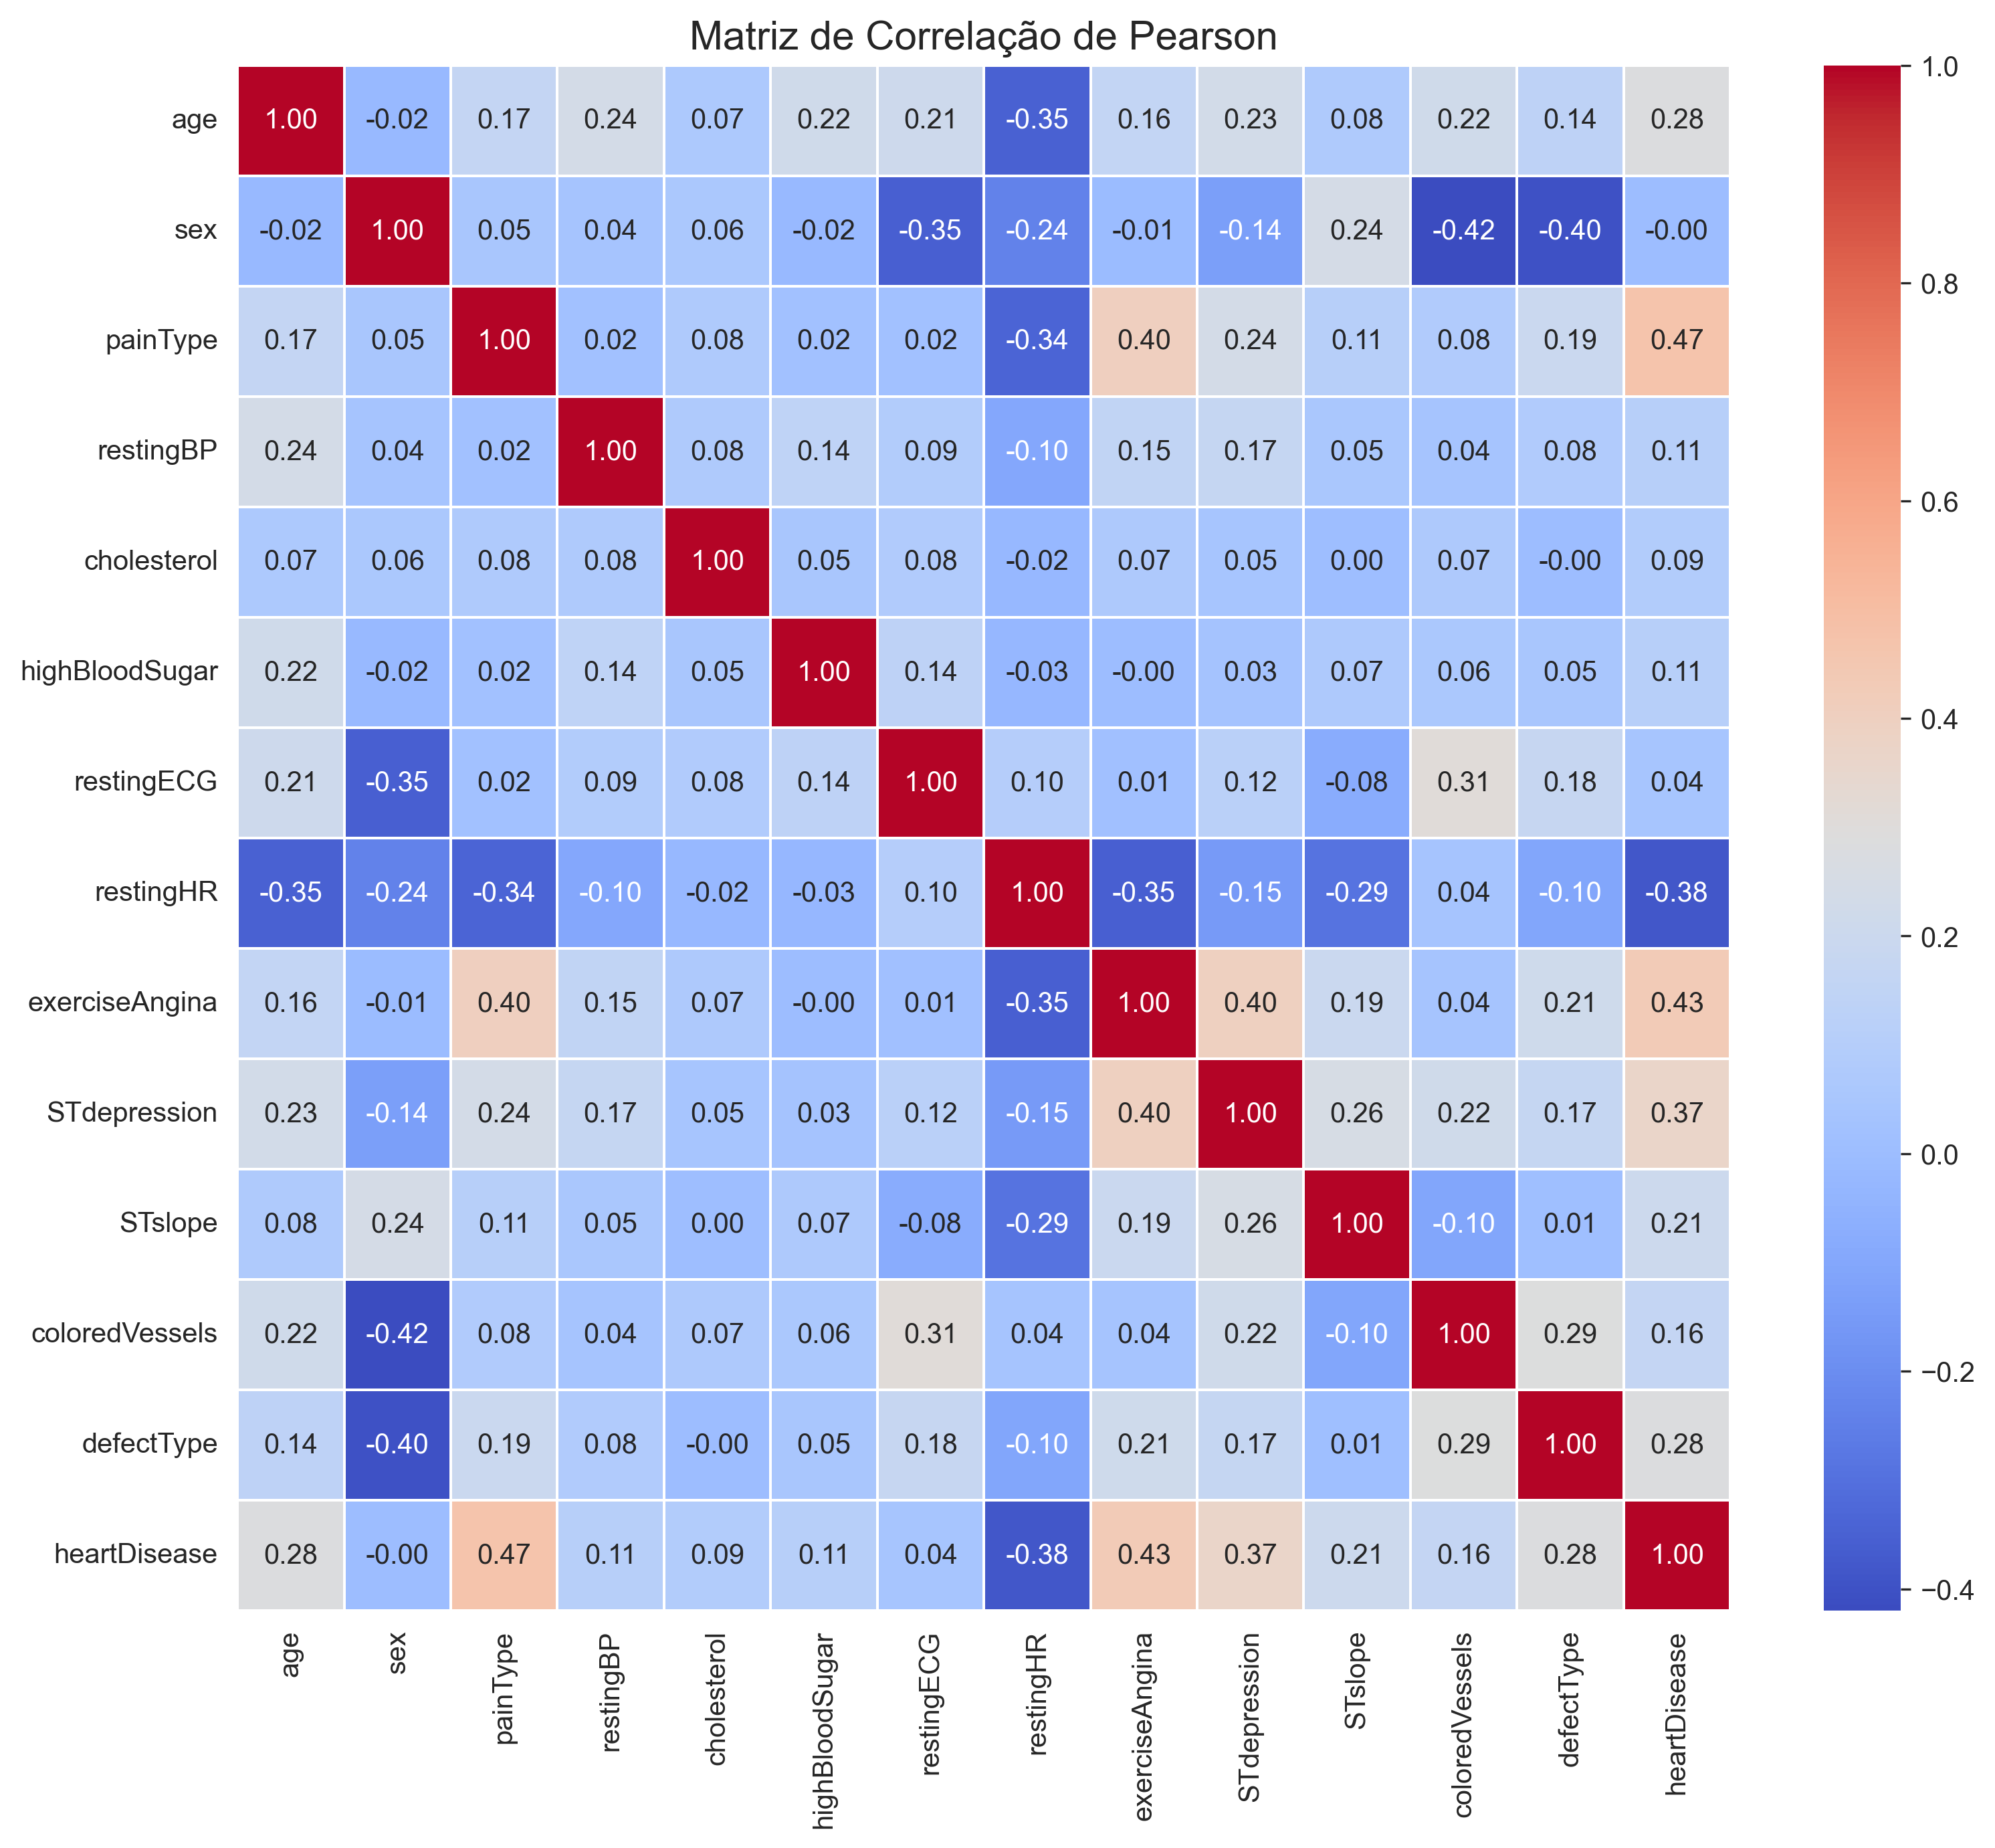 Matriz de Correlação de Pearson
age 1.00 -0.02 0.17 0.24 0.07 0.22 0.21 -0.35 0.16 0.23 0.08 0.22 0.14 0.28
sex -0.02 1.00 0.05 0.04 0.06 -0.02 -0.35 -0.24 -0.01 -0.14 0.24 -0.42 -0.40 -0.00
painType 0.17 0.05 1.00 0.02 0.08 0.02 0.02 -0.34 0.40 0.24 0.11 0.08 0.19 0.47
restingBP 0.24 0.04 0.02 1.00 0.08 0.14 0.09 -0.10 0.15 0.17 0.05 0.04 0.08 0.11
cholesterol 0.07 0.06 0.08 0.08 1.00 0.05 0.08 -0.02 0.07 0.05 0.00 0.07 -0.00 0.09
highBloodSugar 0.22 -0.02 0.02 0.14 0.05 1.00 0.14 -0.03 -0.00 0.03 0.07 0.06 0.05 0.11
restingECG 0.21 -0.35 0.02 0.09 0.08 0.14 1.00 0.10 0.01 0.12 -0.08 0.31 0.18 0.04
restingHR -0.35 -0.24 -0.34 -0.10 -0.02 -0.03 0.10 1.00 -0.35 -0.15 -0.29 0.04 -0.10 -0.38
exerciseAngina 0.16 -0.01 0.40 0.15 0.07 -0.00 0.01 -0.35 1.00 0.40 0.19 0.04 0.21 0.43
STdepression 0.23 -0.14 0.24 0.17 0.05 0.03 0.12 -0.15 0.40 1.00 0.26 0.22 0.17 0.37
STslope 0.08 0.24 0.11 0.05 0.00 0.07 -0.08 -0.29 0.19 0.26 1.00 -0.10 0.01 0.21
coloredVessels 0.22 -0.42 0.08 0.04 0.07 0.06 0.31 0.04 0.04 0.22 -0.10 1.00 0.29 0.16
defectType 0.14 -0.40 0.19 0.08 -0.00 0.05 0.18 -0.10 0.21 0.17 0.01 0.29 1.00 0.28
heartDisease 0.28 -0.00 0.47 0.11 0.09 0.11 0.04 -0.38 0.43 0.37 0.21 0.16 0.28 1.00
age
sex
painType
restingBP
cholesterol
highBloodSugar
restingECG
restingHR
exerciseAngina
STdepression
STslope
coloredVessels
defectType
heartDisease
1.0
0.8
0.6
0.4
0.2
0.0
−0.2
−0.4